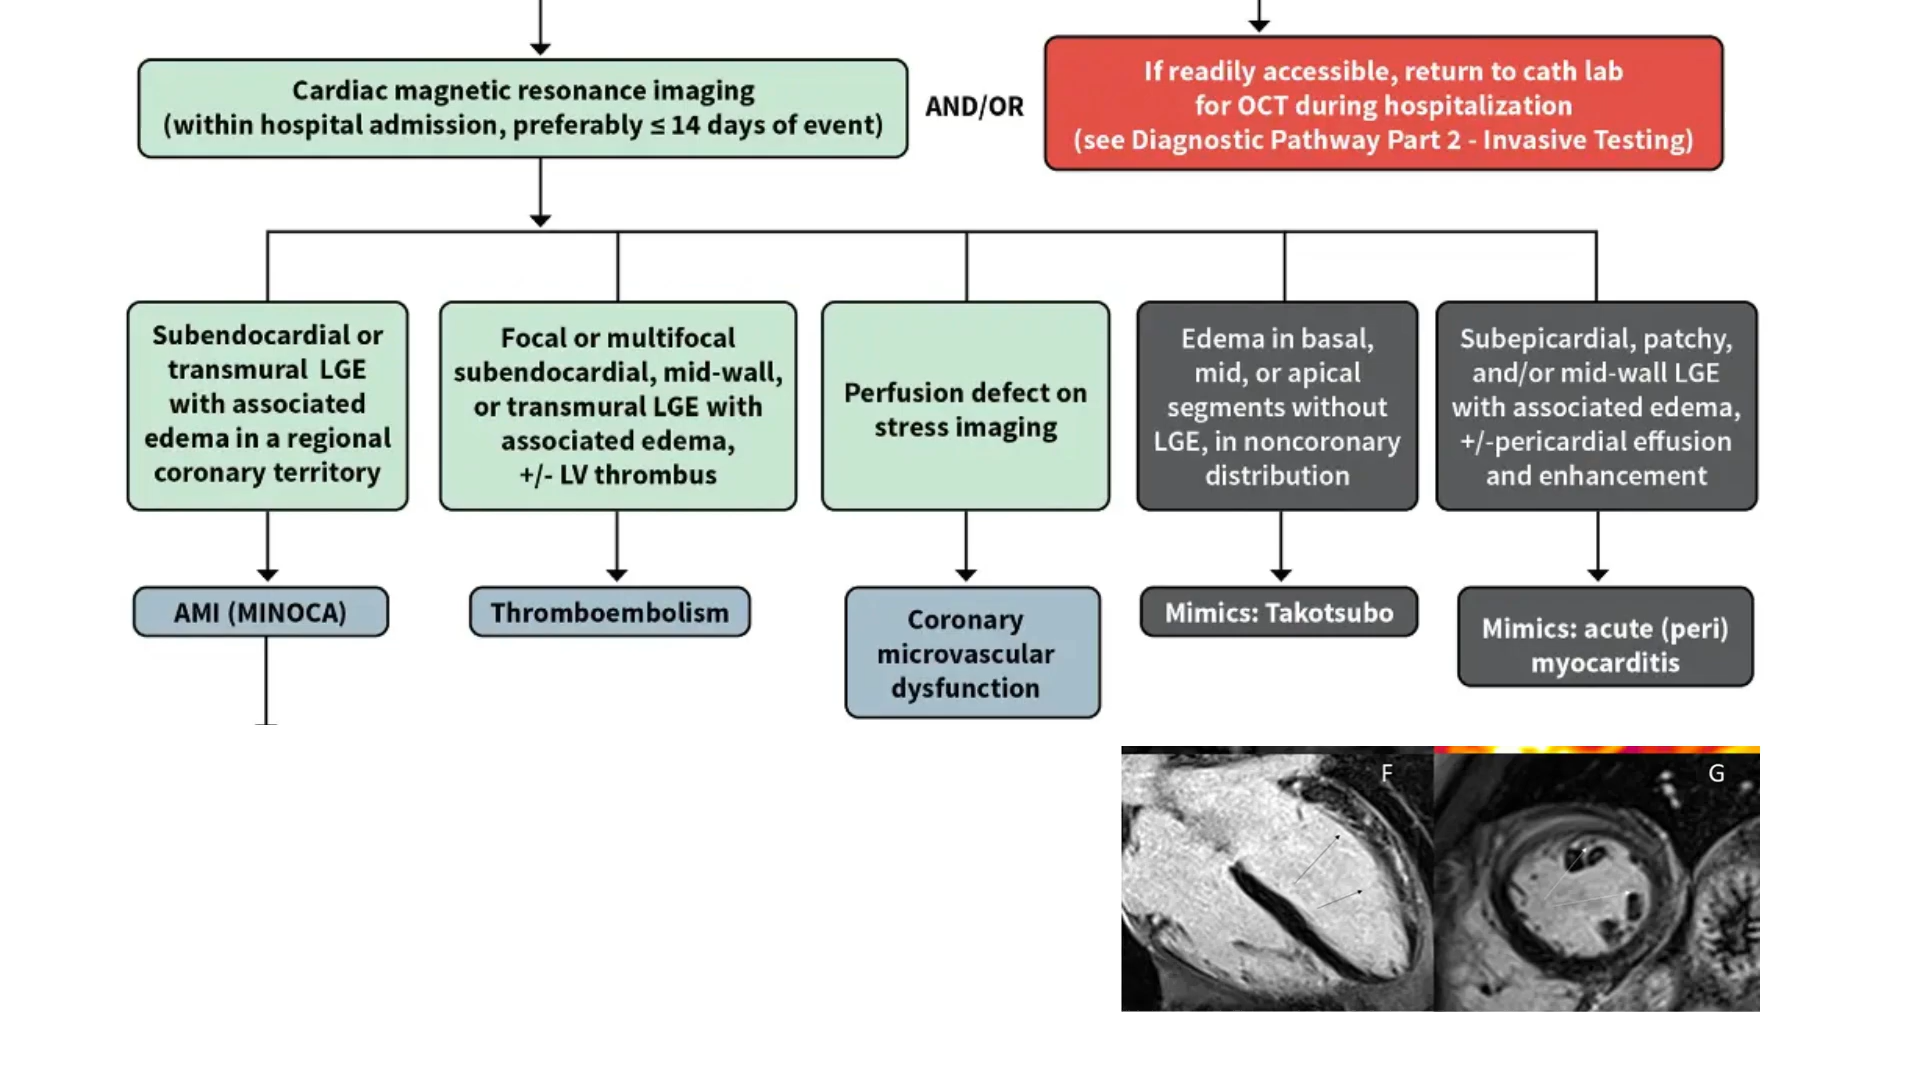 Cardiac magnetic resonance imaging
(within hospital admission, preferably ≤ 14 days of event)
AND/OR
If readily accessible, return to cath lab
for OCT during hospitalization
(see Diagnostic Pathway Part 2 - Invasive Testing)
Subendocardial or
transmural LGE
with associated
edema in a regional
coronary territory
Focal or multifocal
subendocardial, mid-wall,
or transmural LGE with
associated edema,
+/- LV thrombus
Perfusion defect on
stress imaging
Edema in basal,
mid, or apical
segments without
LGE, in noncoronary
distribution
Subepicardial, patchy,
and/or mid-wall LGE
with associated edema,
+/-pericardial effusion
and enhancement
AMI (MINOCA)
Thromboembolism
Coronary
microvascular
dysfunction
Mimics: Takotsubo
Mimics: acute (peri)
myocarditis
F
G